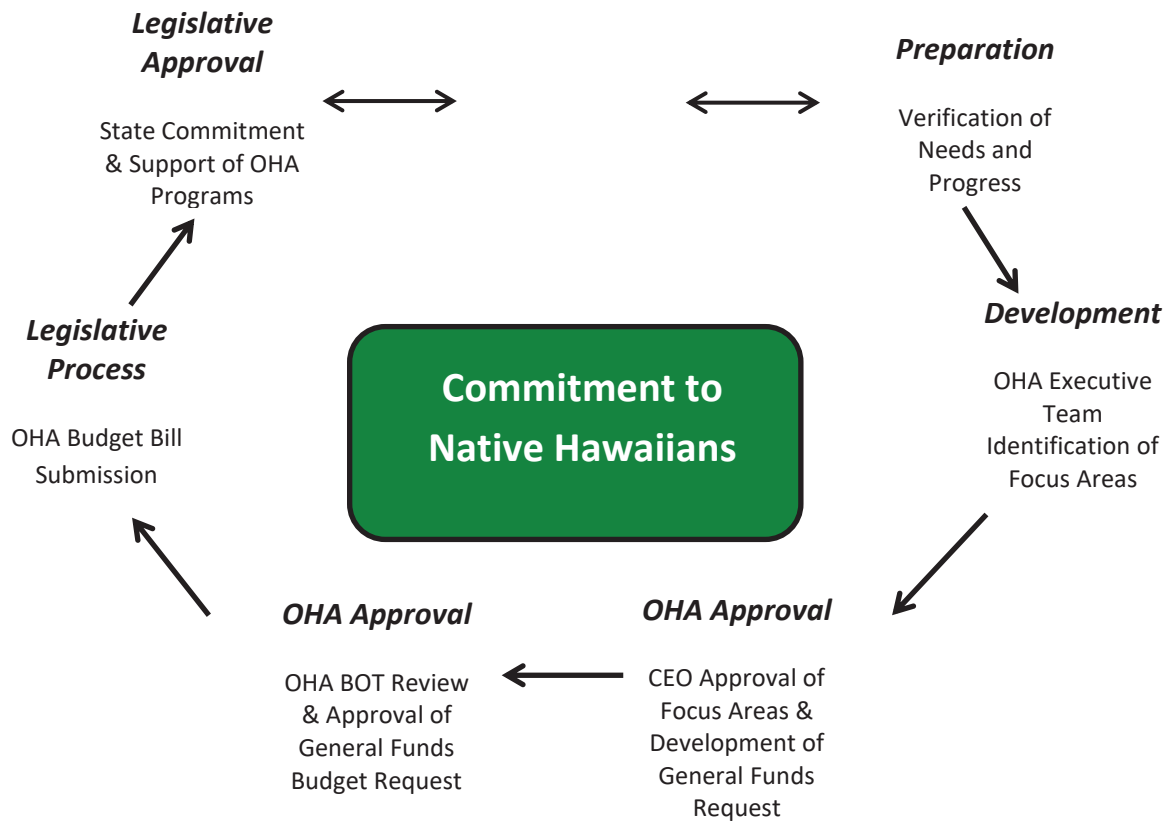 Legislative
Approval
State Commitment
& Support of OHA
Programs
Preparation
Verification of
Needs and
Progress
Development
OHA Executive
Team
Identification of
Focus Areas
OHA Approval
CEO Approval of
Focus Areas &
Development of
General Funds
Request
OHA Approval
OHA BOT Review
& Approval of
General Funds
Budget Request
Legislative
Process
OHA Budget Bill
Submission
Commitment to
Native Hawaiians